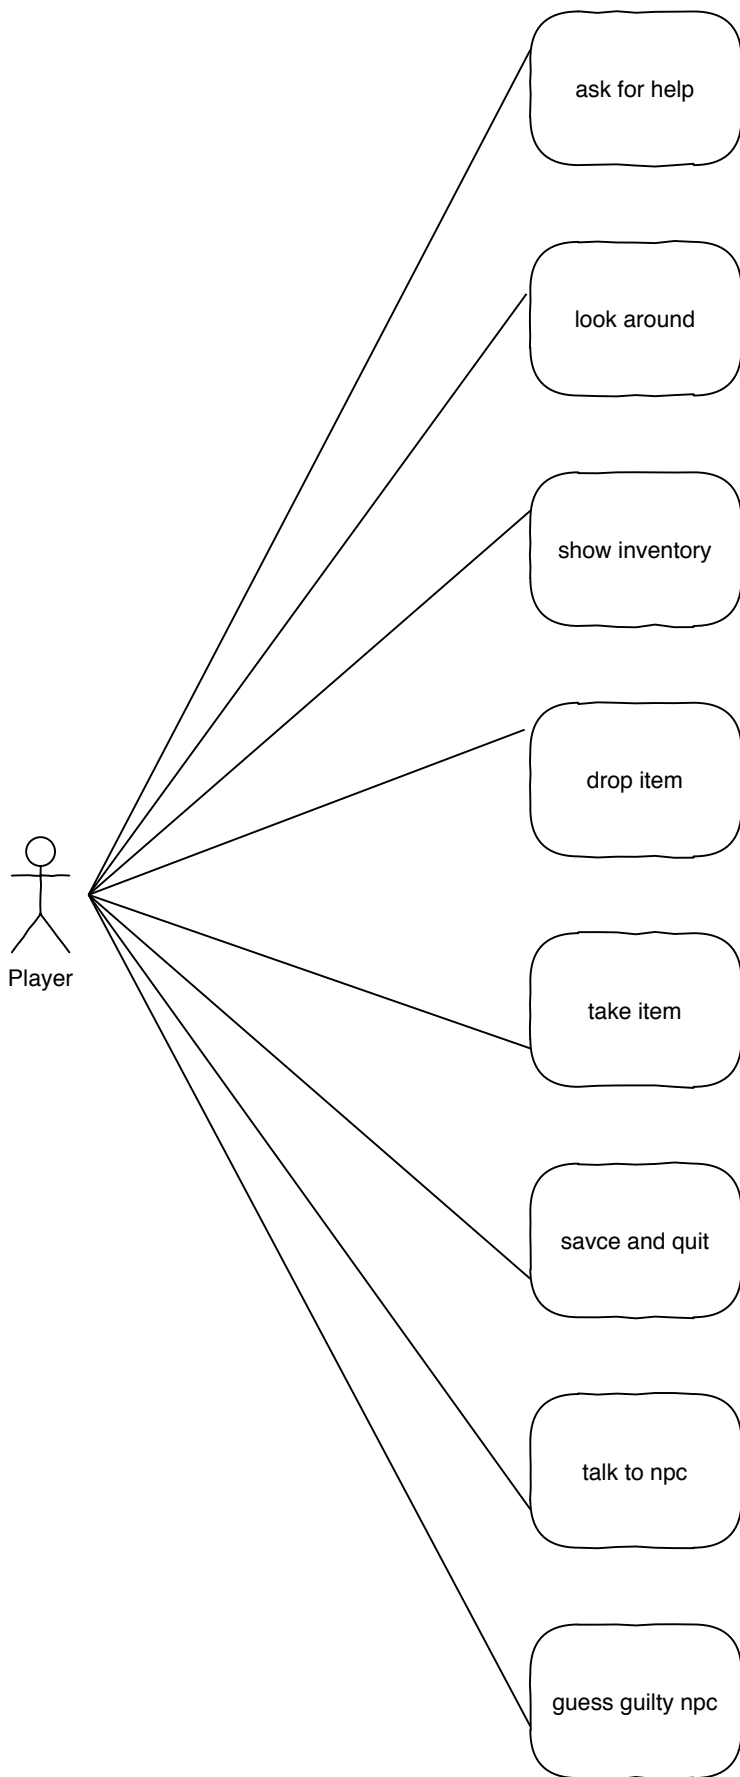 ask for help
look around
show inventory
drop item
Player
take item
savce and quit
talk to npc
guess guilty npc